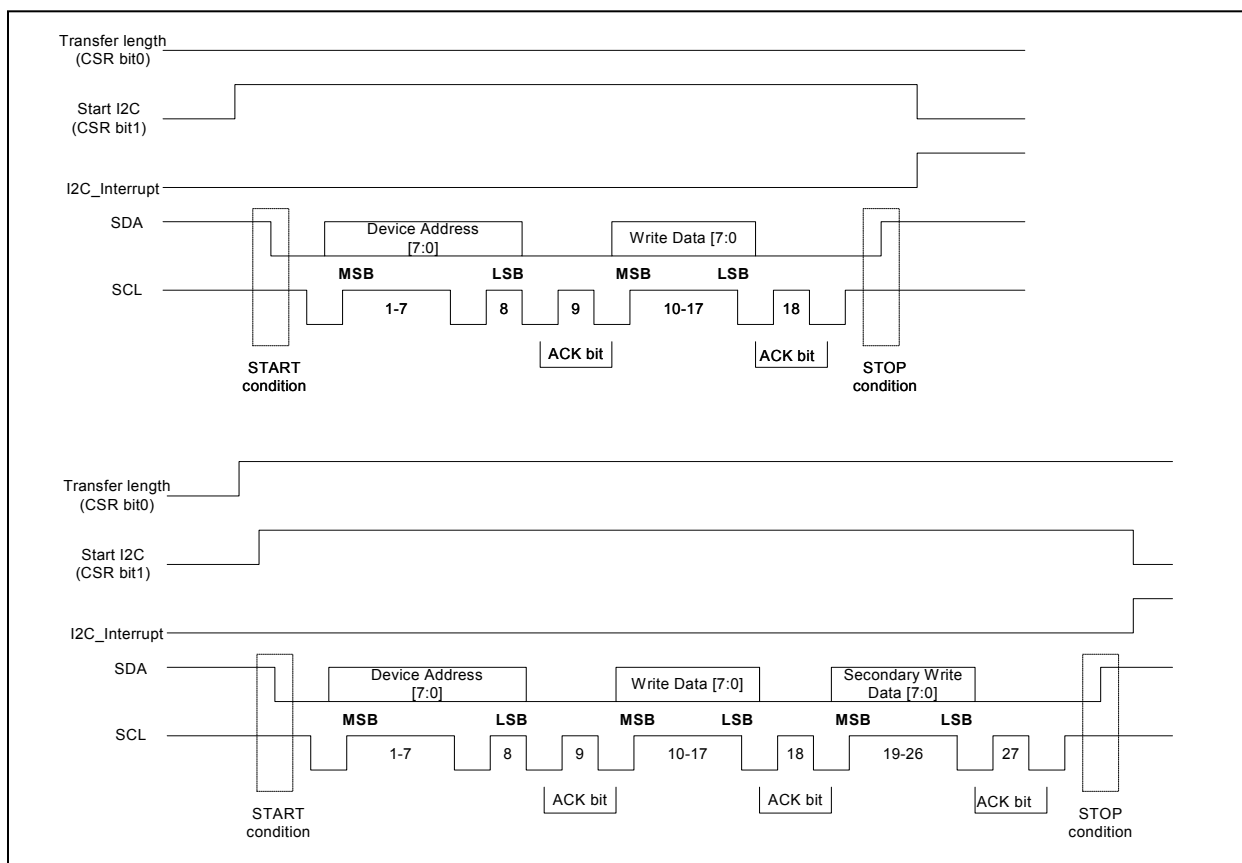 Transfer length
(CSR bit0)
Start I2C
(CSR bit1)
I2C_Interrupt
SDA
Device Address
[7:0]
Write Data [7:0
MSB
LSB
MSB
LSB
SCL
1-7
8
9
10-17
18
ACK bit
ACK bit
START
condition
STOP
condition
Transfer length
(CSR bit0)
Start I2C
(CSR bit1)
I2C_Interrupt
SDA
Device Address
[7:0]
Write Data [7:0]
Secondary Write
Data [7:0]
MSB
LSB
MSB
LSB
MSB
LSB
SCL
1-7
8
9
10-17
18
19-26
27
ACK bit
ACK bit
ACK bit
START
condition
STOP
condition